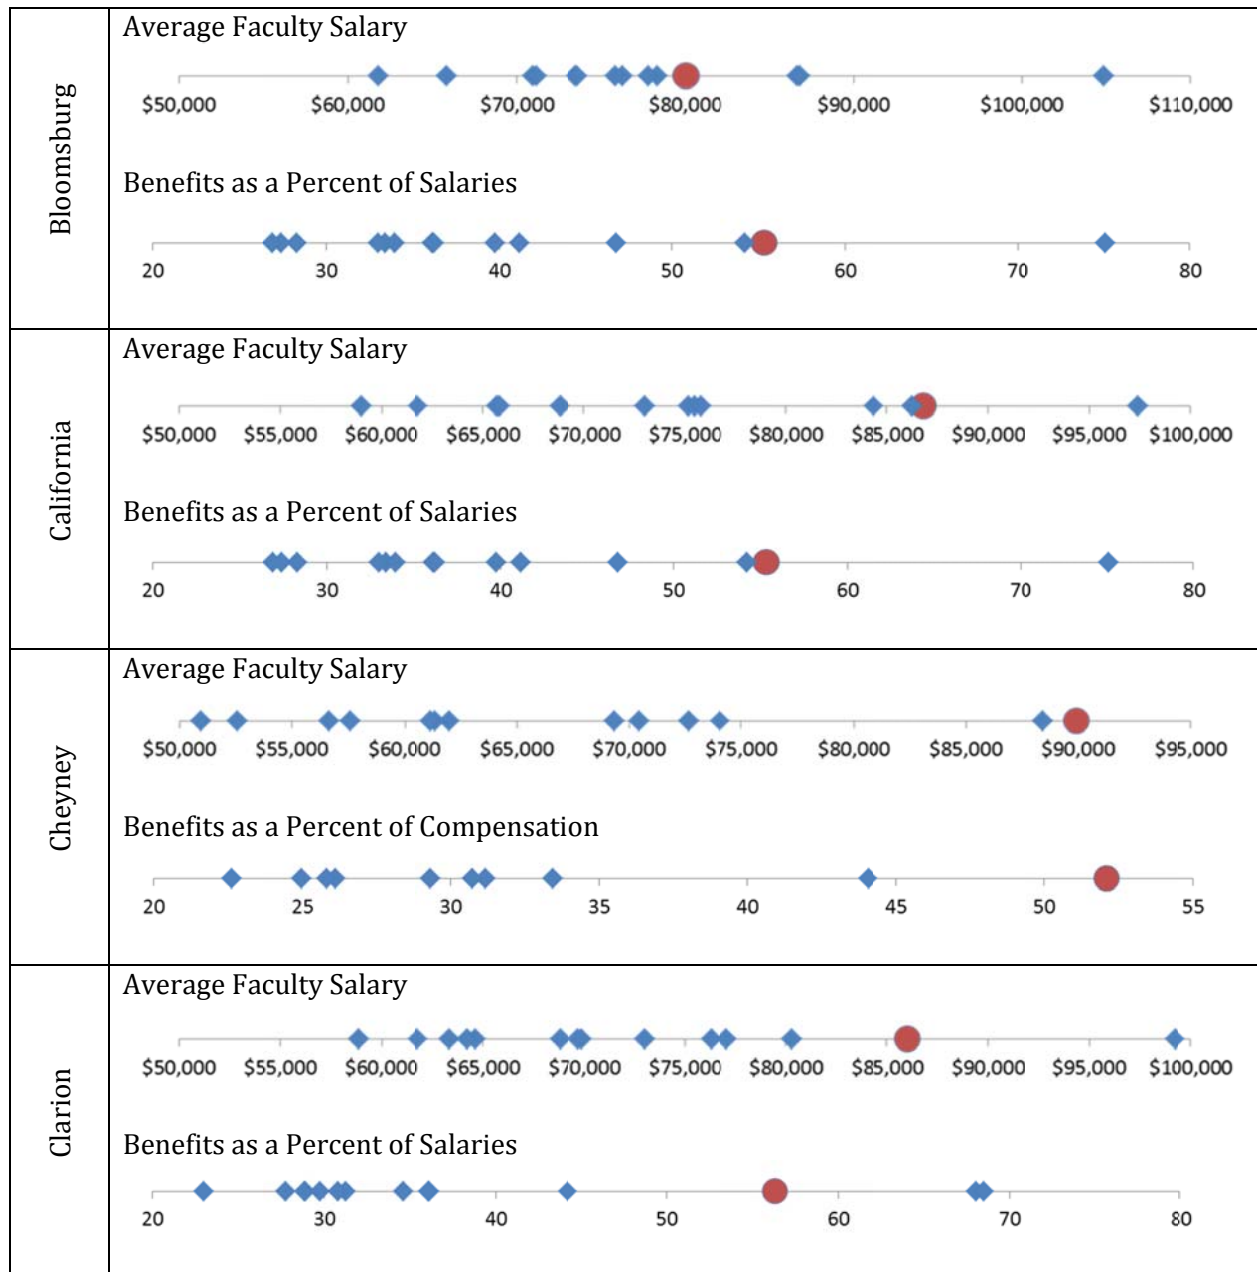 Bloomsburg
Average Faculty Salary
$50,000 $60,000 $70,000 $80,000 $90,000 $100,000 $110,000
Benefits as a Percent of Salaries
20 30 40 50 60 70 80
California
Average Faculty Salary
$50,000 $55,000 $60,000 $65,000 $70,000 $75,000 $80,000 $85,000 $90,000 $95,000 $100,000
Benefits as a Percent of Salaries
20 30 40 50 60 70 80
Cheyney
Average Faculty Salary
$50,000 $55,000 $60,000 $65,000 $70,000 $75,000 $80,000 $85,000 $90,000 $95,000
Benefits as a Percent of Compensation
20 25 30 35 40 45 50 55
Clarion
Average Faculty Salary
$50,000 $55,000 $60,000 $65,000 $70,000 $75,000 $80,000 $85,000 $90,000 $95,000 $100,000
Benefits as a Percent of Salaries
20 30 40 50 60 70 80